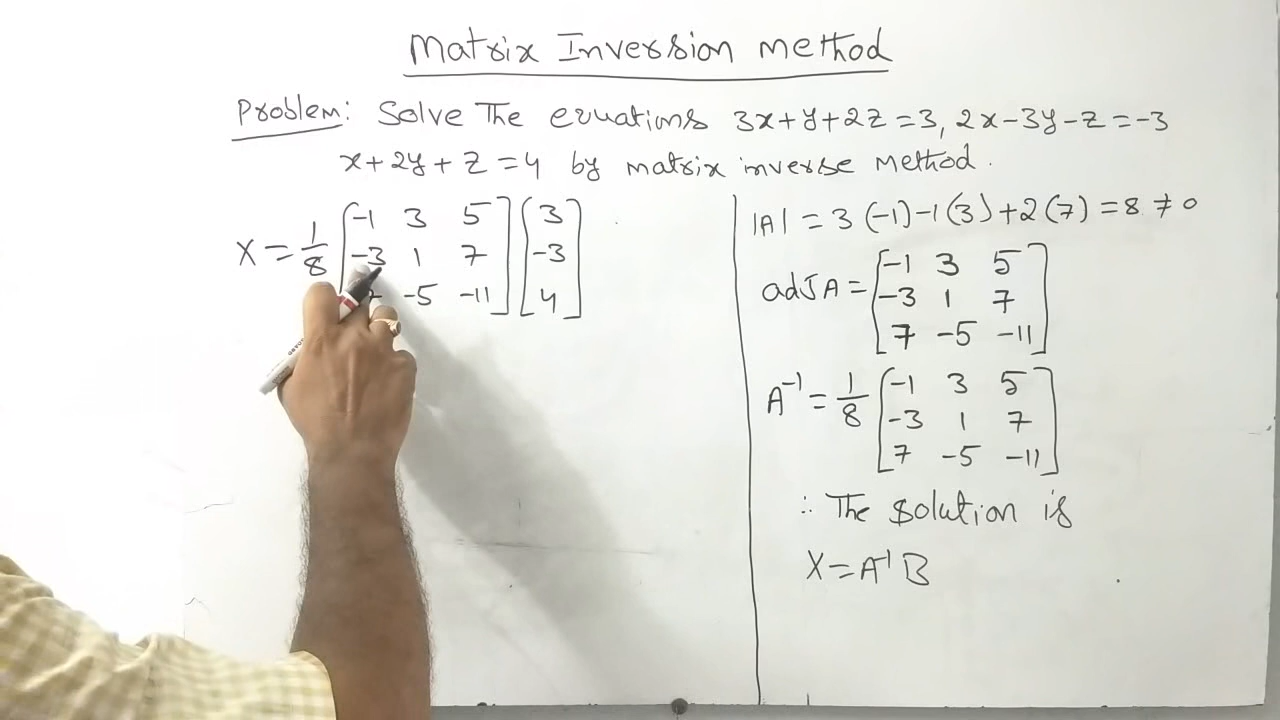 Matrix Inversion method
Problem: Solve The equations 3x+y+2z=3, 2x-3y-z=-3
x+2y+z=4 by matrix inverse method.
X = 1/8 [-1 3 5] [3]
[-3 1 7] [-3]
[7 -5 -11] [4]
|A| = 3(-1)-1(3)+2(7)=8≠0
adJA = [-1 3 5]
[-3 1 7]
[7 -5 -11]
A⁻¹ = 1/8 [-1 3 5]
[-3 1 7]
[7 -5 -11]
∴ The solution is
X=A⁻¹B